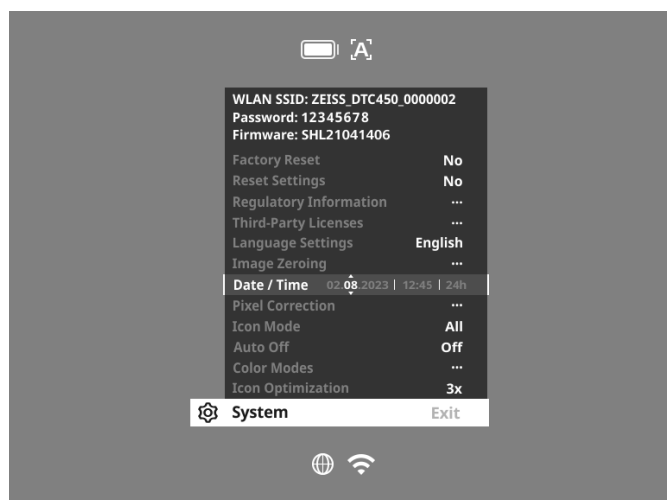 [A]
WLAN SSID: ZEISS_DTC450_0000002
Password: 12345678
Firmware: SHL21041406
Factory Reset No
Reset Settings No
Regulatory Information ...
Third-Party Licenses ...
Language Settings English
Image Zeroing ...
Date / Time 02.08.2023 | 12:45 | 24h
Pixel Correction ...
Icon Mode All
Auto Off Off
Color Modes ...
Icon Optimization 3x
System Exit